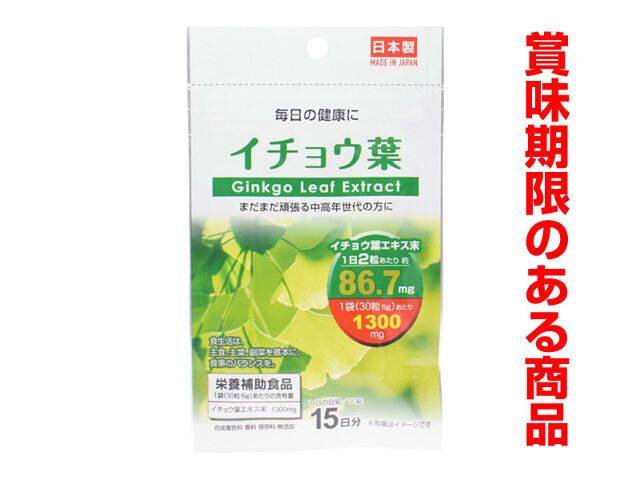 日本製
MADE IN JAPAN
毎日の健康に
イチョウ葉
Ginkgo Leaf Extract
まだまだ頑張る中高年世代の方に
イチョウ葉エキス末
1日2粒あたり 約
86.7mg
1袋(30粒 6g)あたり
1300
mg
食生活は、
主食、主菜、副菜を基本に、
食事のバランスを。
栄養補助食品
1袋(30粒 6g)あたりの含有量
イチョウ葉エキス末 1300mg
合成着色料 香料 保存料 無添加
1日の目安
15日分
※写真はイメージです
賞味期限のある商品